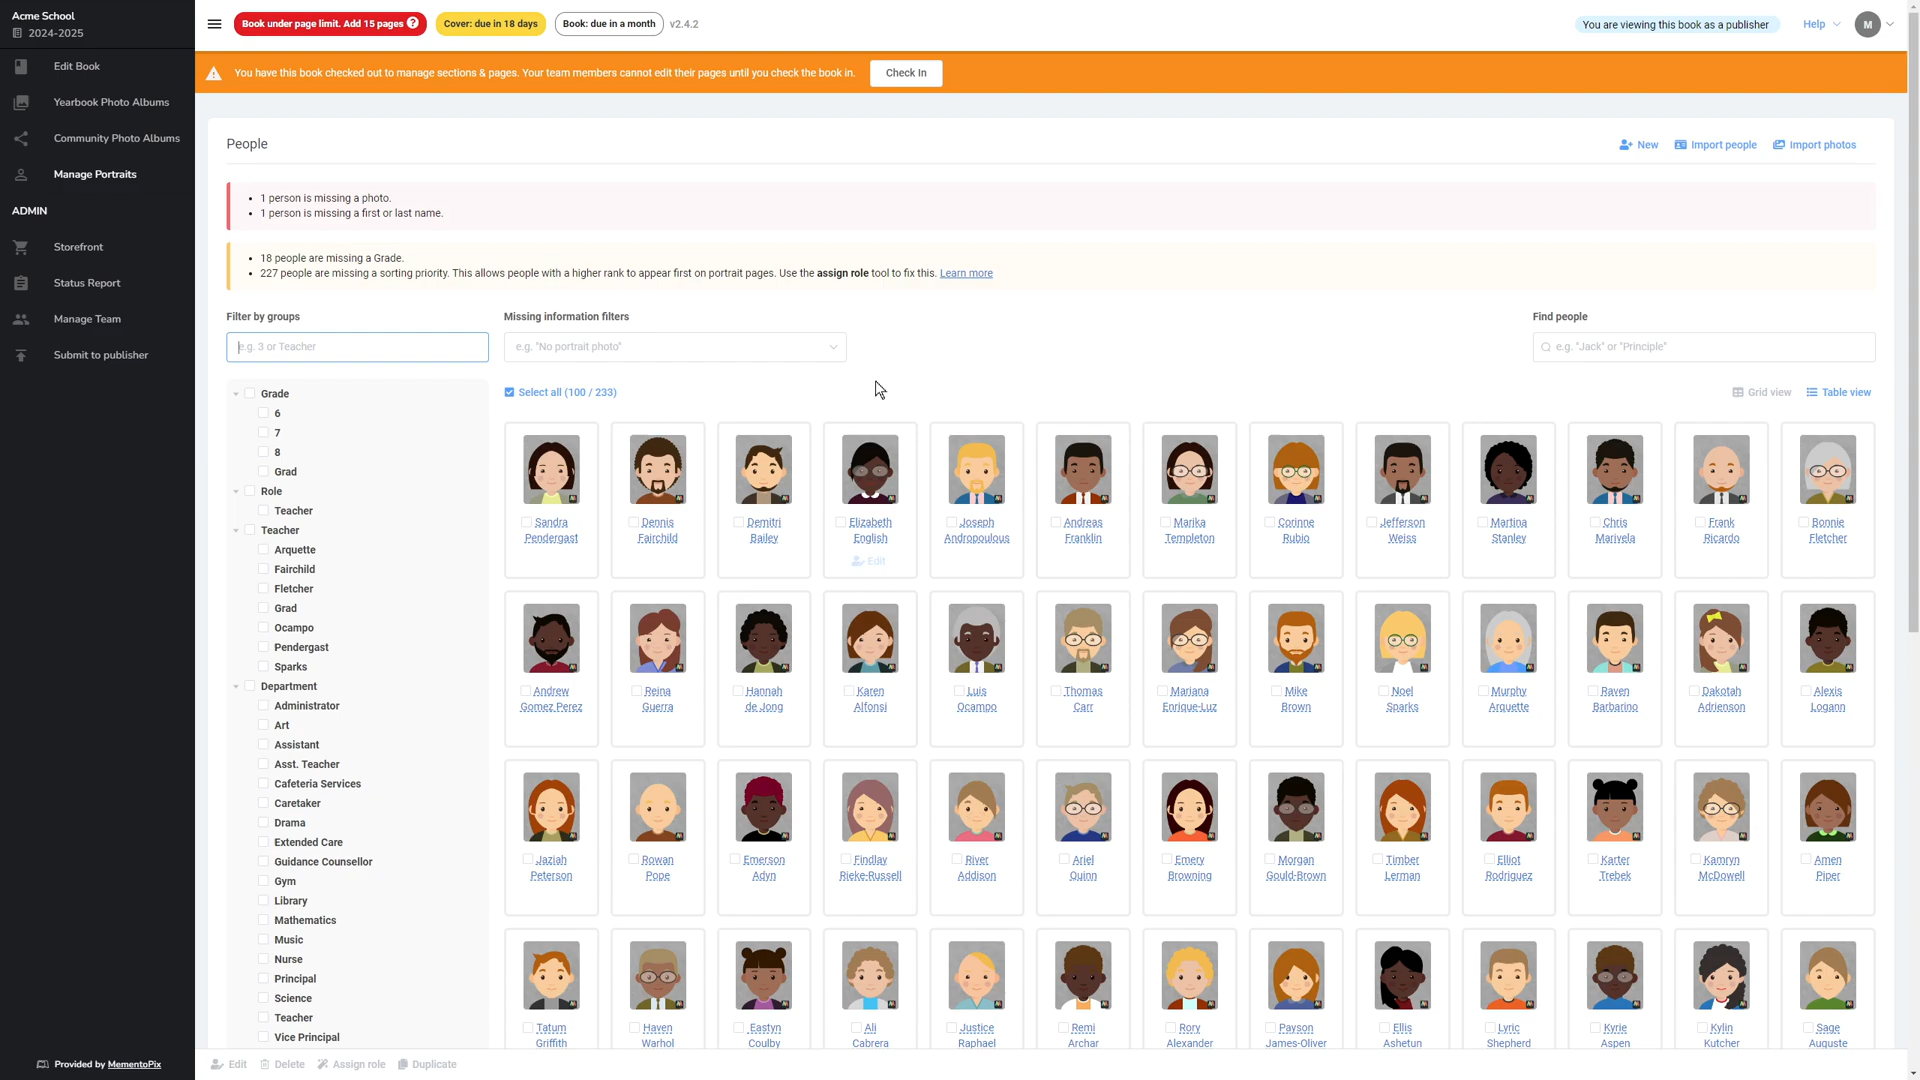 Acme School
2024-2025
Edit Book
Yearbook Photo Albums
Community Photo Albums
Manage Portraits
ADMIN
Storefront
Status Report
Manage Team
Submit to publisher
Provided by MementoPix
Book under page limit. Add 15 pages ?
Cover: due in 18 days
Book: due in a month
v2.4.2
You are viewing this book as a publisher
Help
M
You have this book checked out to manage sections & pages. Your team members cannot edit their pages until you check the book in.
Check In
People
New
Import people
Import photos
• 1 person is missing a photo.
• 1 person is missing a first or last name.
• 18 people are missing a Grade.
• 227 people are missing a sorting priority. This allows people with a higher rank to appear first on portrait pages. Use the assign role tool to fix this. Learn more
Filter by groups
Missing information filters
Find people
e.g. 3 or Teacher
e.g. "No portrait photo"
e.g. "Jack" or "Principle"
Select all (100 / 233)
Grid view
Table view
Grade
6
7
8
Grad
Role
Teacher
Teacher
Arquette
Fairchild
Fletcher
Grad
Ocampo
Pendergast
Sparks
Department
Administrator
Art
Assistant
Asst. Teacher
Cafeteria Services
Caretaker
Drama
Extended Care
Guidance Counsellor
Gym
Library
Mathematics
Music
Nurse
Principal
Science
Teacher
Vice Principal
Sandra
Pendergast
Dennis
Fairchild
Demitri
Bailey
Elizabeth
English
Edit
Joseph
Andropoulous
Andreas
Franklin
Marika
Templeton
Corinne
Rubio
Jefferson
Weiss
Martina
Stanley
Chris
Marivela
Frank
Ricardo
Bonnie
Fletcher
Andrew
Gomez Perez
Reina
Guerra
Hannah
de Jong
Karen
Alfonsi
Luis
Ocampo
Thomas
Carr
Mariana
Enrique-Luz
Mike
Brown
Noel
Sparks
Murphy
Arquette
Raven
Barbarino
Dakotah
Adrienson
Alexis
Logann
Jaziah
Peterson
Rowan
Pope
Emerson
Adyn
Findlay
Rieke-Russell
River
Addison
Ariel
Quinn
Emery
Browning
Morgan
Gould-Brown
Timber
Lerman
Elliot
Rodriguez
Karter
Trebek
Kamryn
McDowell
Amen
Piper
Tatum
Griffith
Haven
Warhol
Eastyn
Coulby
Ali
Cabrera
Justice
Raphael
Remi
Archar
Rory
Alexander
Payson
James-Oliver
Ellis
Ashetun
Lyric
Shepherd
Kyrie
Aspen
Kylin
Kutcher
Sage
Auguste
Edit
Delete
Assign role
Duplicate